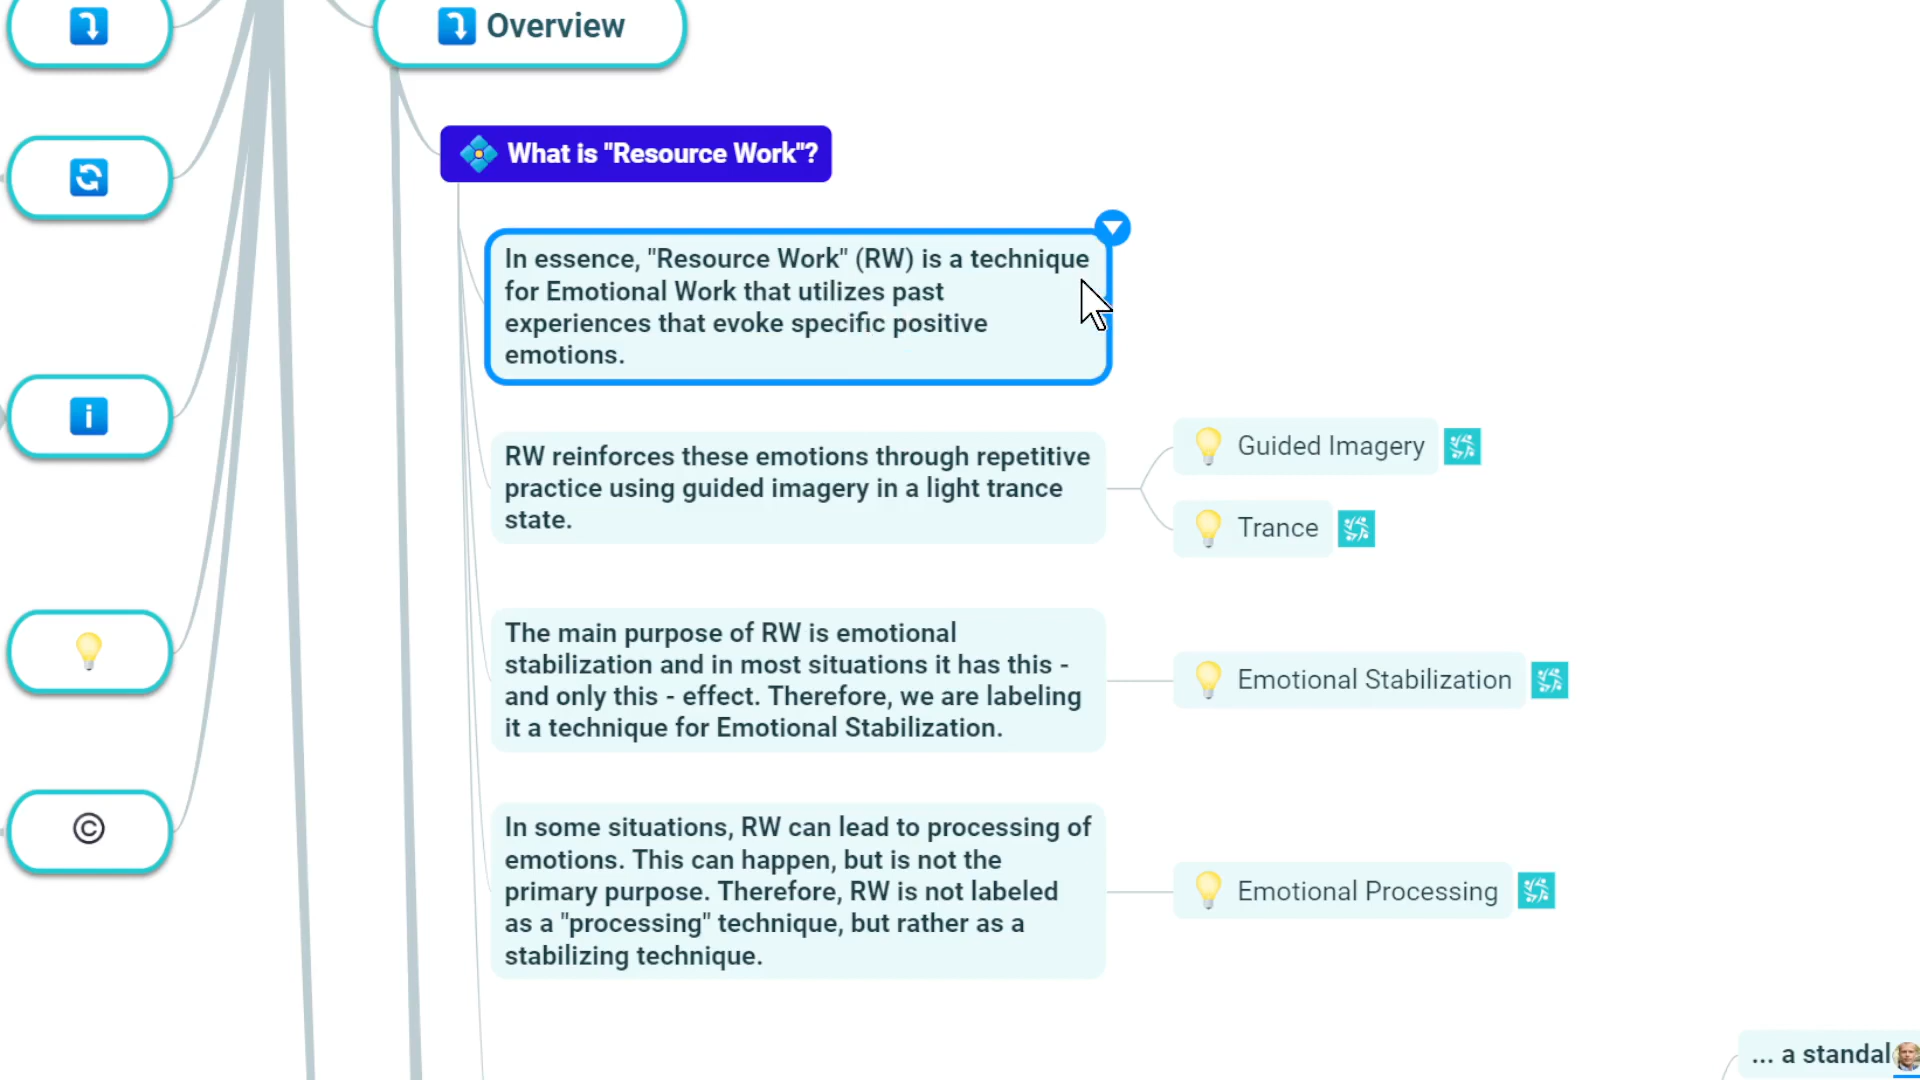 Overview
What is "Resource Work"?
In essence, "Resource Work" (RW) is a technique
for Emotional Work that utilizes past
experiences that evoke specific positive
emotions.
RW reinforces these emotions through repetitive
practice using guided imagery in a light trance
state.
Guided Imagery
Trance
The main purpose of RW is emotional
stabilization and in most situations it has this -
and only this - effect. Therefore, we are labeling
it a technique for Emotional Stabilization.
Emotional Stabilization
In some situations, RW can lead to processing of
emotions. This can happen, but is not the
primary purpose. Therefore, RW is not labeled
as a "processing" technique, but rather as a
stabilizing technique.
Emotional Processing
©
... a standal